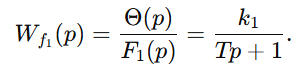 W_{f_1}(p) = \frac{\Theta(p)}{F_1(p)} = \frac{k_1}{Tp + 1}.